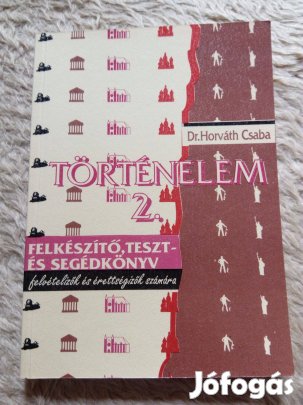 Dr. Horváth Csaba
TÖRTÉNELEM
2.
FELKÉSZÍTŐ, TESZT-
ÉS SEGÉDKÖNYV
felvételizők és érettségizők számára
Jófogás